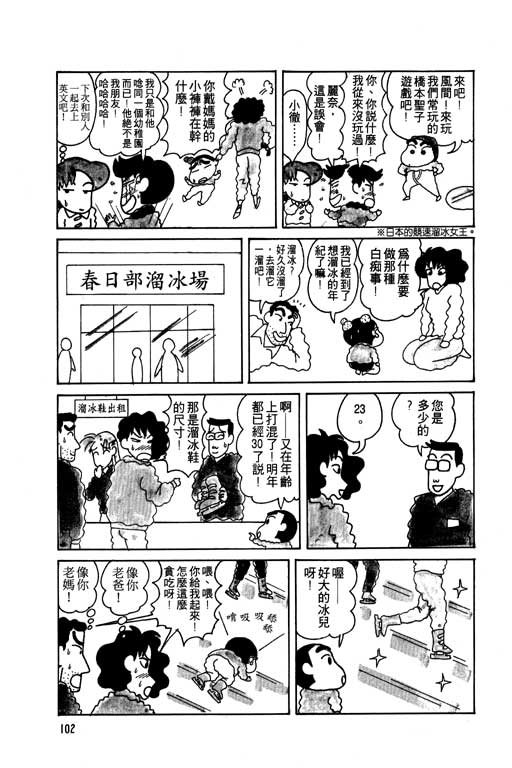 來吧！
風間！來玩
我們常玩的
橋本聖子
遊戲吧！
你、你說什麼！
我從來沒玩過！
麗奈，
這是誤會！
小徹…
你戴媽媽的
小褲褲在幹
什麼！
我只是和他
唸同一個幼稚園
而已！他絕不是
我朋友！
哈哈哈哈！
下次和別人
一起去上
英文吧！
※日本的競速溜冰女王。
爲什麼要
做那種
白痴事！
我已經到了
想溜冰的年
紀了嘛！
溜冰？
好久沒溜了
，去溜它
一溜吧！
春日部溜冰場
您是
多少的
？
23。
啊——又在年齡
上打混了！明年
都已經30了說！
那是溜冰鞋
的尺寸！
溜冰鞋出租
喔——
好大的冰兒
呀！
唷吸吸舔
舔
喂、喂！
你給我起來！
怎麼這麼
貪吃呀！
像你
老爸！
像你
老媽！
102